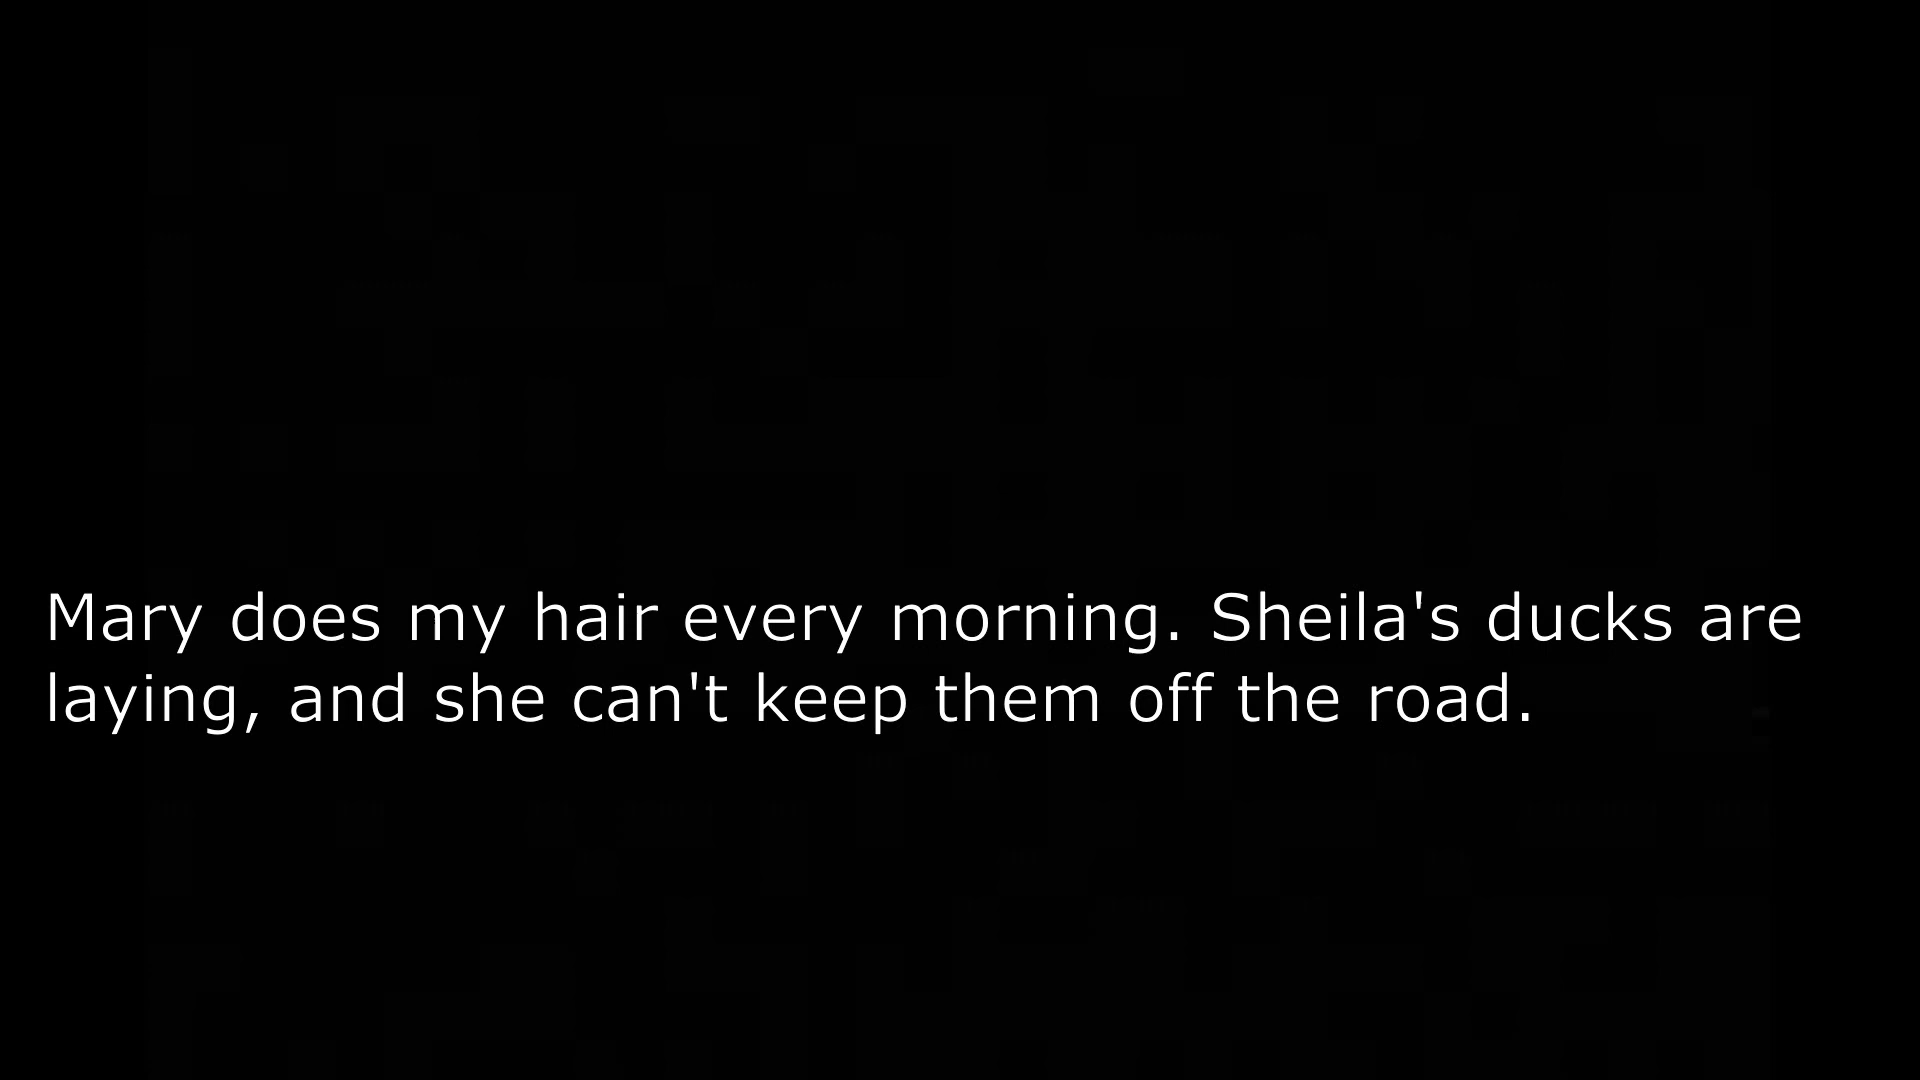 Mary does my hair every morning. Sheila's ducks are
laying, and she can't keep them off the road.